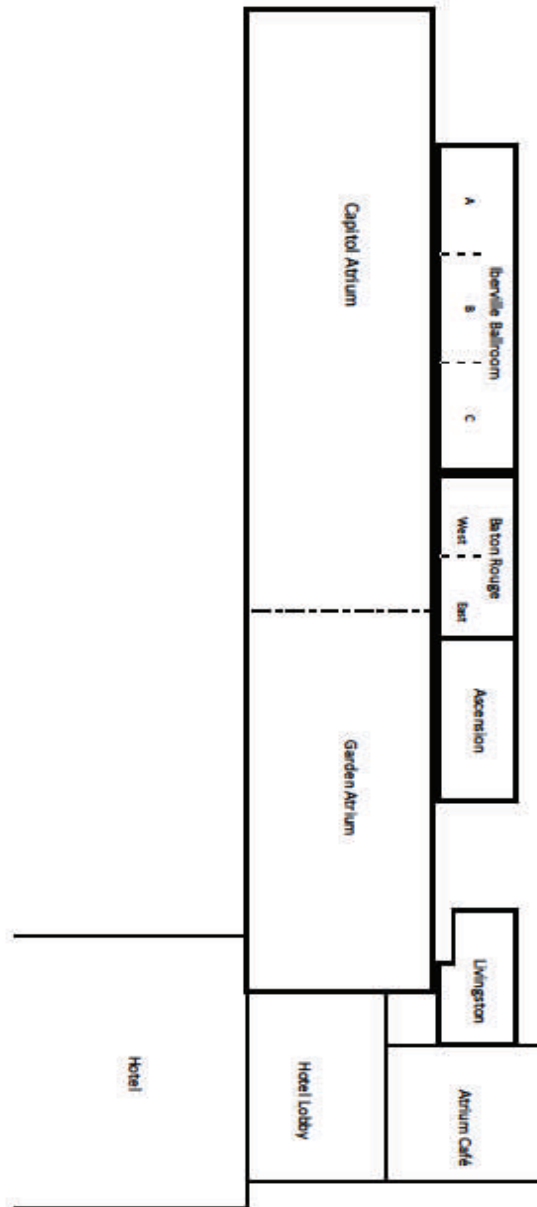 Iberville Ballroom
A
B
C
Baton Rouge
West
East
Ascension
Livingston
Atrium Café
Capitol Atrium
Garden Atrium
Hotel Lobby
Hotel